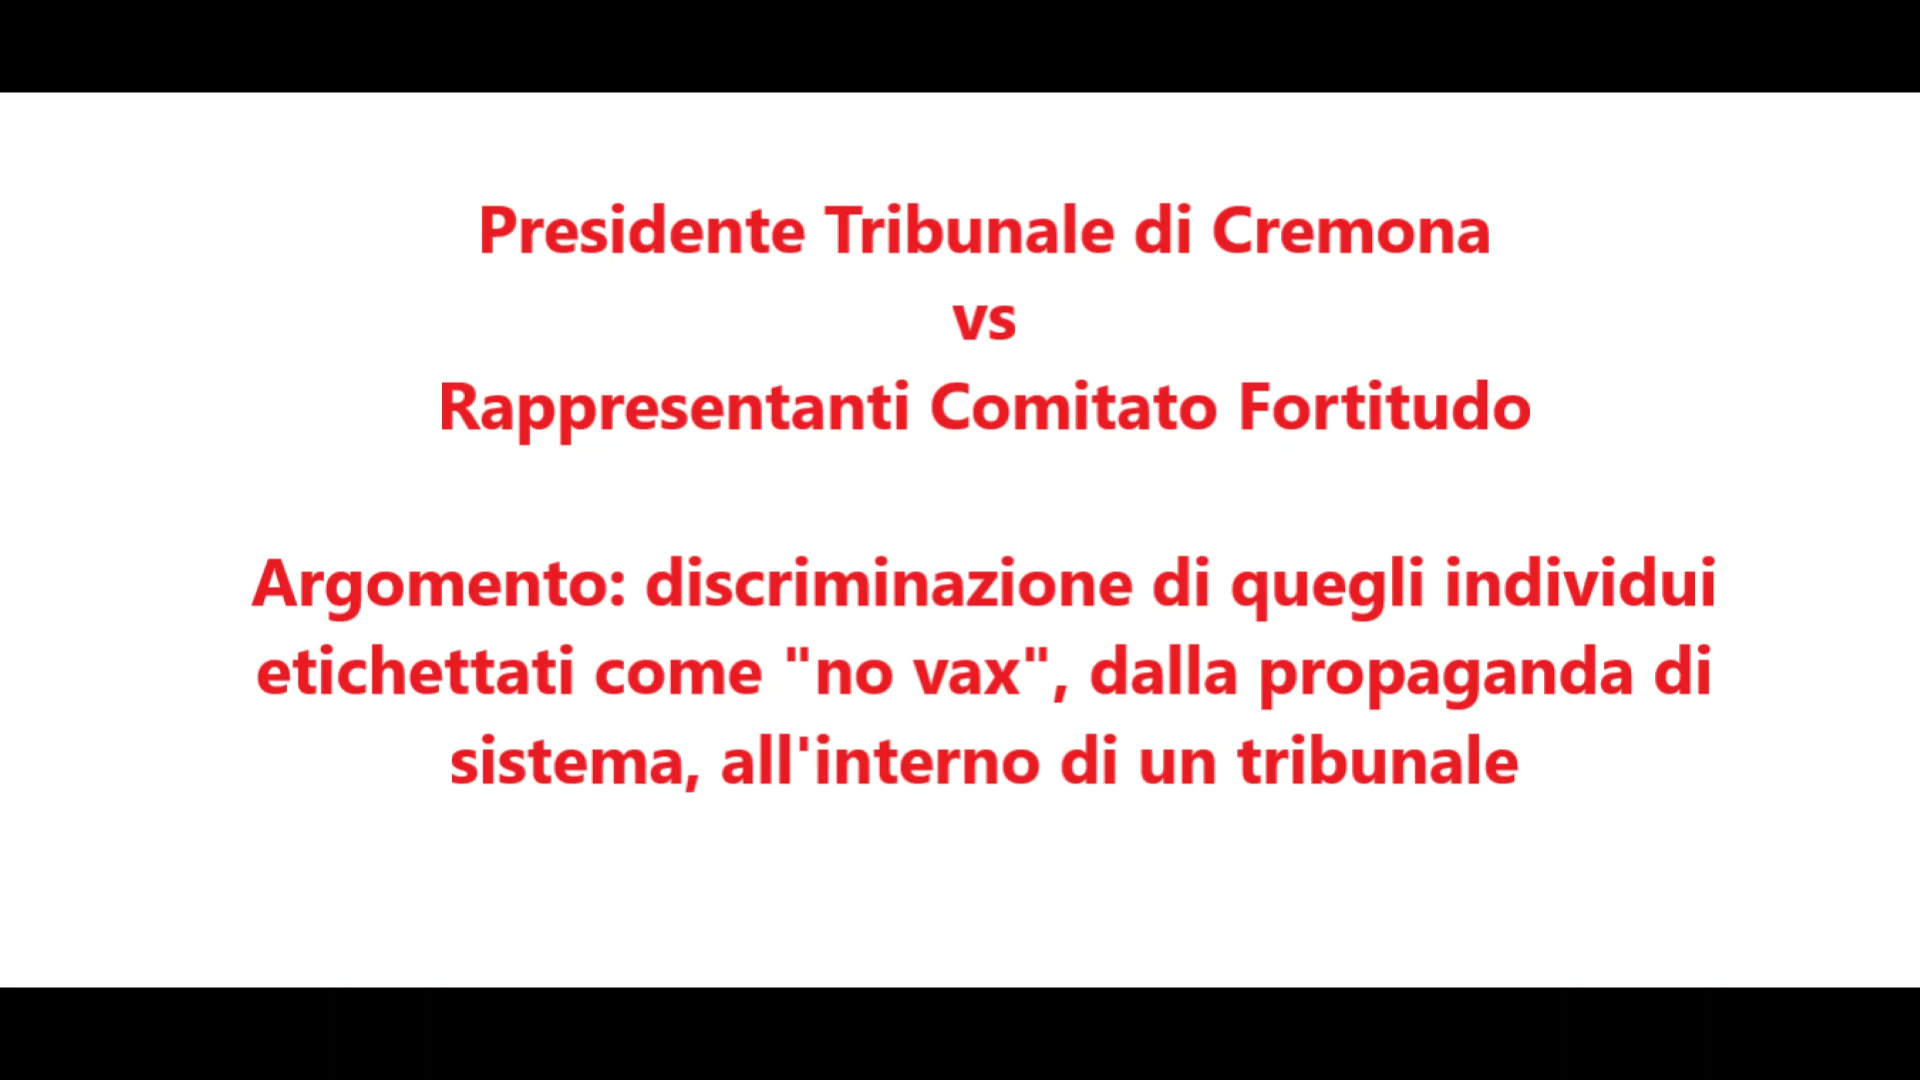 Presidente Tribunale di Cremona
vs
Rappresentanti Comitato Fortitudo
Argomento: discriminazione di quegli individui
etichettati come "no vax", dalla propaganda di
sistema, all'interno di un tribunale